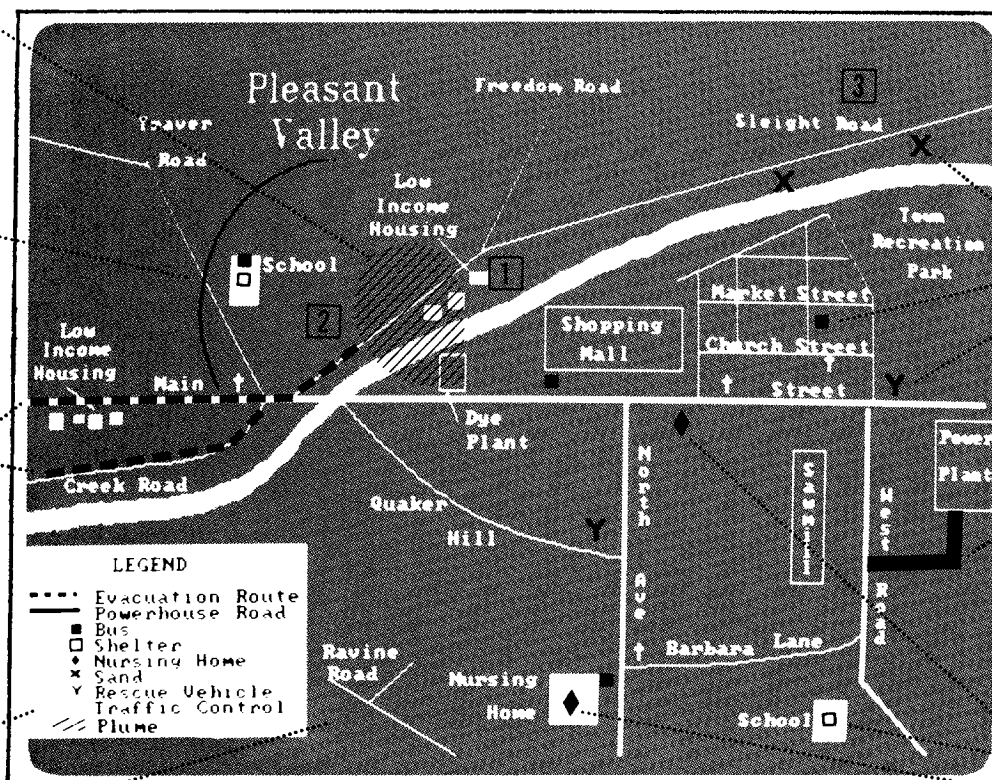 Pleasant
Valley
Freedom Road
3
Sleight Road
Traver
Road
Low
Income
Housing
Town
Recreation
Park
School
1
2
Market Street
Shopping
Mall
Church Street
Low
Income
Housing
Main
Street
Dye
Plant
Power
Plant
Creek Road
Quaker
Hill
North Ave
Sawmill
West Road
LEGEND
Evacuation Route
Powerhouse Road
Bus
Shelter
Nursing Home
Sand
Rescue Vehicle
Traffic Control
Plume
Ravine
Road
Barbara Lane
Nursing
Home
School